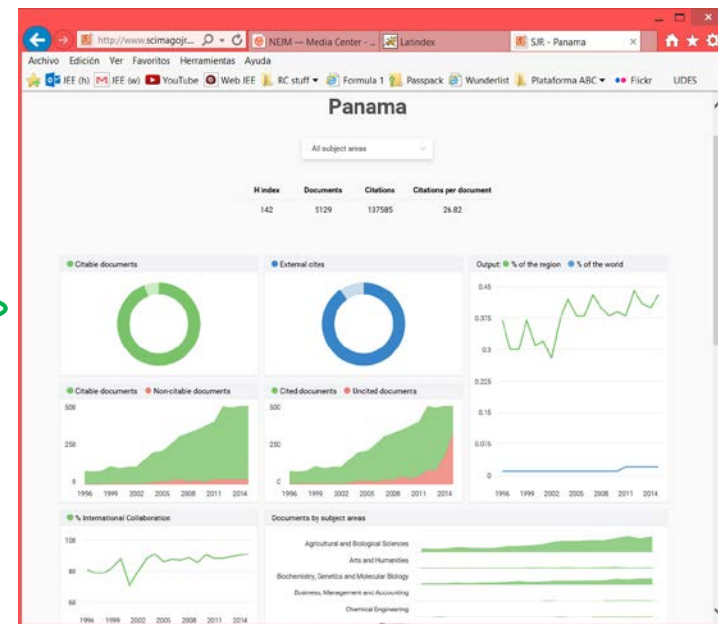 http://www.scimagojr... NEJM — Media Center - ... Latindex SJR - Panama
Archivo Edición Ver Favoritos Herramientas Ayuda
JEE (h) JEE (w) YouTube Web JEE RC stuff Formula 1 Passpack Wunderlist Plataforma ABC Flickr UDES
Panama
All subject areas
H index Documents Citations Citations per document
142 5129 137585 26.82
Citable documents
External cites
Output: % of the region % of the world
0.45
0.375
0.3
0.225
0.15
0.075
0
1996 1999 2002 2005 2008 2011 2014
Citable documents Non-citable documents
500
250
0
1996 1999 2002 2005 2008 2011 2014
Cited documents Uncited documents
500
250
0
1996 1999 2002 2005 2008 2011 2014
% International Collaboration
100
80
60
1996 1999 2002 2005 2008 2011 2014
Documents by subject areas
Agricultural and Biological Sciences
Arts and Humanities
Biochemistry, Genetics and Molecular Biology
Business, Management and Accounting
Chemical Engineering